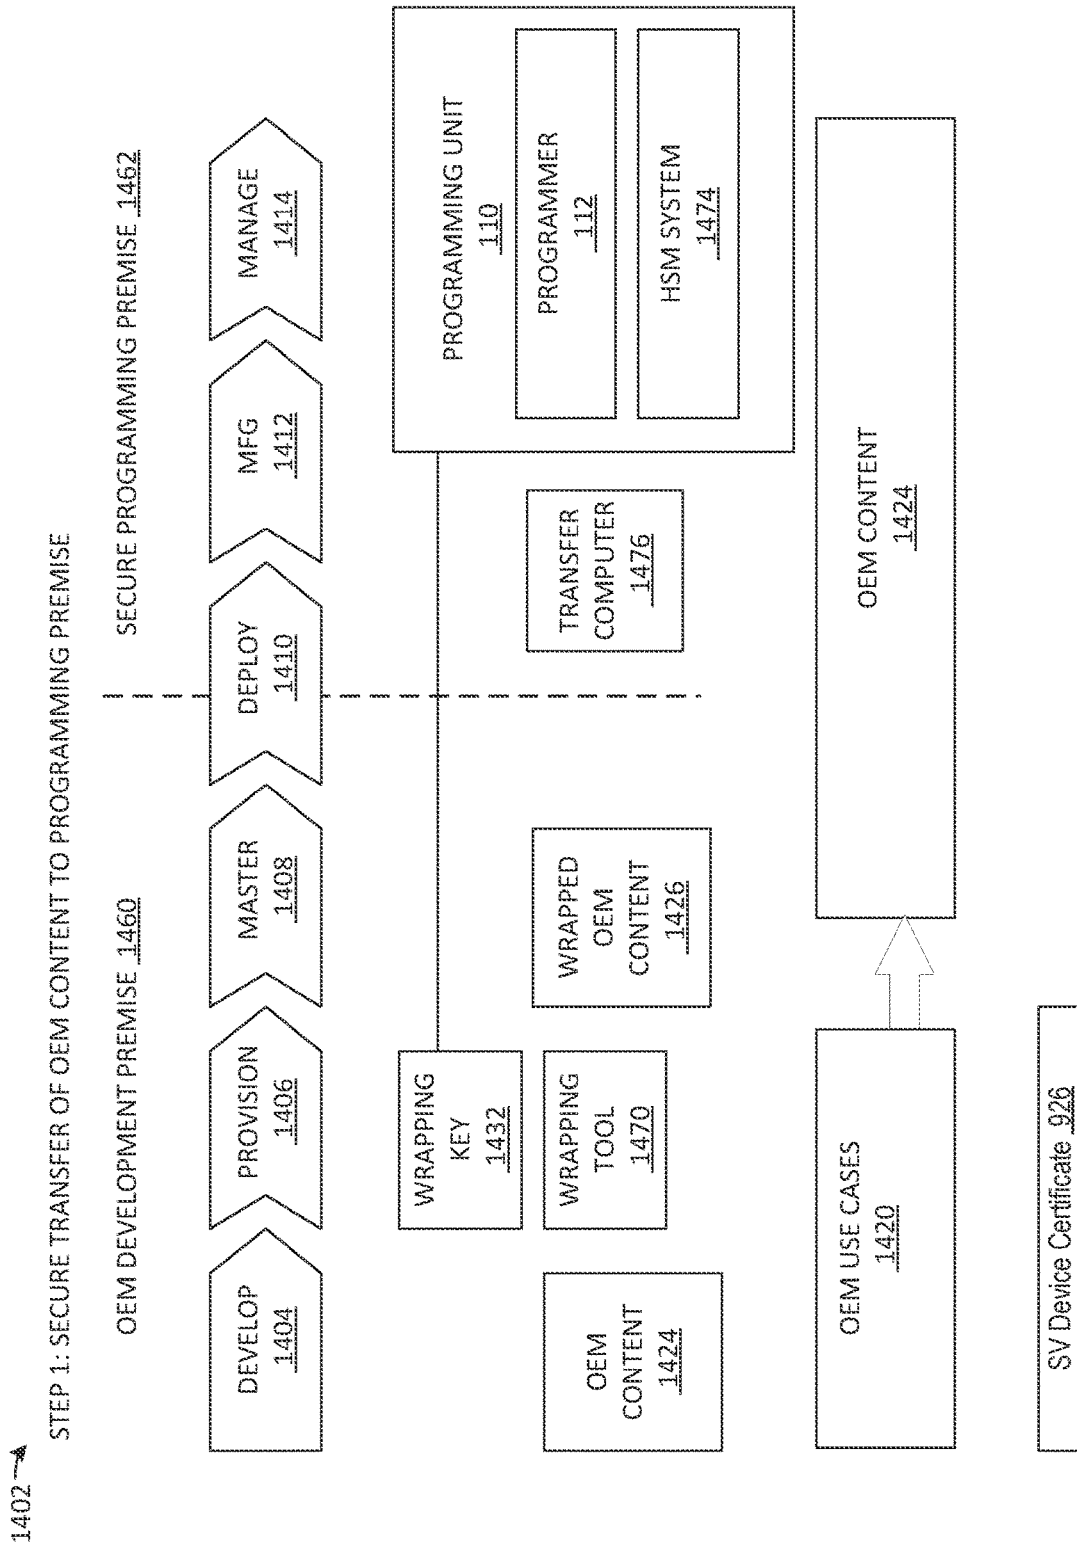 1402
STEP 1: SECURE TRANSFER OF OEM CONTENT TO PROGRAMMING PREMISE
OEM DEVELOPMENT PREMISE 1460
SECURE PROGRAMMING PREMISE 1462
DEVELOP
1404
PROVISION
1406
MASTER
1408
DEPLOY
1410
MFG
1412
MANAGE
1414
WRAPPING
KEY
1432
PROGRAMMING UNIT
110
PROGRAMMER
112
HSM SYSTEM
1474
OEM
CONTENT
1424
WRAPPING
TOOL
1470
WRAPPED
OEM
CONTENT
1426
TRANSFER
COMPUTER
1476
OEM USE CASES
1420
OEM CONTENT
1424
SV Device Certificate 926